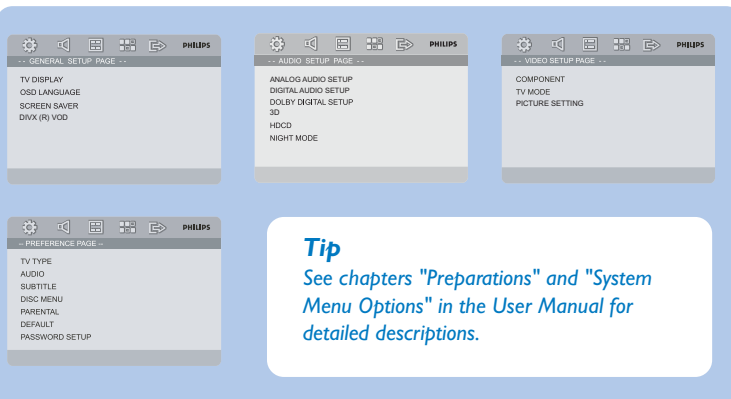 PHILIPS
- - GENERAL SETUP PAGE - -
TV DISPLAY
OSD LANGUAGE
SCREEN SAVER
DIVX (R) VOD
PHILIPS
- - AUDIO SETUP PAGE - -
ANALOG AUDIO SETUP
DIGITAL AUDIO SETUP
DOLBY DIGITAL SETUP
3D
HDCD
NIGHT MODE
PHILIPS
- - VIDEO SETUP PAGE - -
COMPONENT
TV MODE
PICTURE SETTING
PHILIPS
-- PREFERENCE PAGE --
TV TYPE
AUDIO
SUBTITLE
DISC MENU
PARENTAL
DEFAULT
PASSWORD SETUP
Tip
See chapters "Preparations" and "System
Menu Options" in the User Manual for
detailed descriptions.